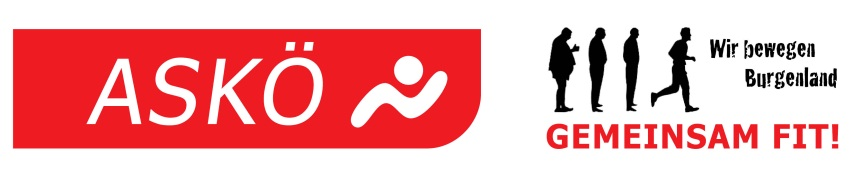 ASKÖ
Wir bewegen
Burgenland
GEMEINSAM FIT!